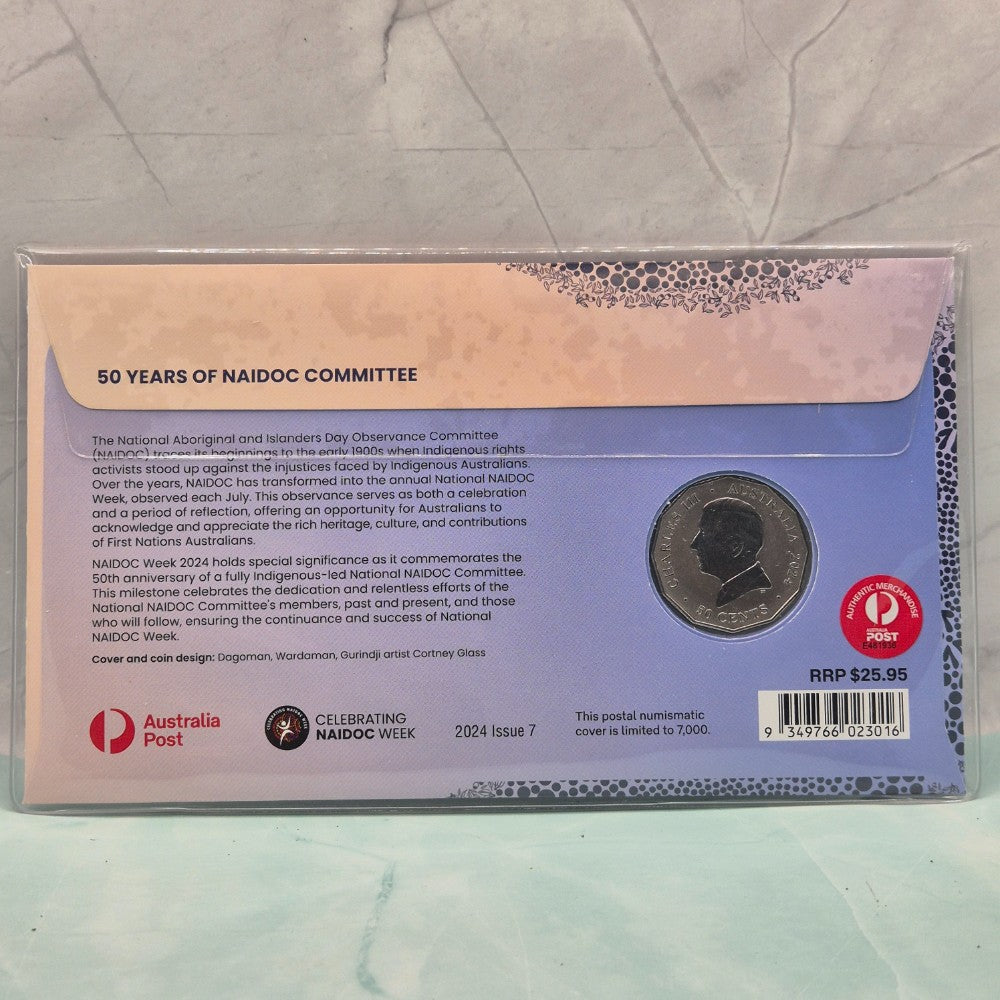 50 YEARS OF NAIDOC COMMITTEE
The National Aboriginal and Islanders Day Observance Committee
(NAIDOC) traces its beginnings to the early 1900s when Indigenous rights
activists stood up against the injustices faced by Indigenous Australians.
Over the years, NAIDOC has transformed into the annual National NAIDOC
Week, observed each July. This observance serves as both a celebration
and a period of reflection, offering an opportunity for Australians to
acknowledge and appreciate the rich heritage, culture, and contributions
of First Nations Australians.
NAIDOC Week 2024 holds special significance as it commemorates the
50th anniversary of a fully Indigenous-led National NAIDOC Committee.
This milestone celebrates the dedication and relentless efforts of the
National NAIDOC Committee's members, past and present, and those
who will follow, ensuring the continuance and success of National
NAIDOC Week.
Cover and coin design: Dagoman, Wardaman, Gurindji artist Cortney Glass
CHARLES III • AUSTRALIA 2024
• 50 CENTS •
AUTHENTIC MERCHANDISE
AUSTRALIA
POST
E481938
RRP $25.95
Australia
Post
CELEBRATING NAIDOC WEEK
CELEBRATING
NAIDOC WEEK
2024 Issue 7
This postal numismatic
cover is limited to 7,000.
9 349766 023016